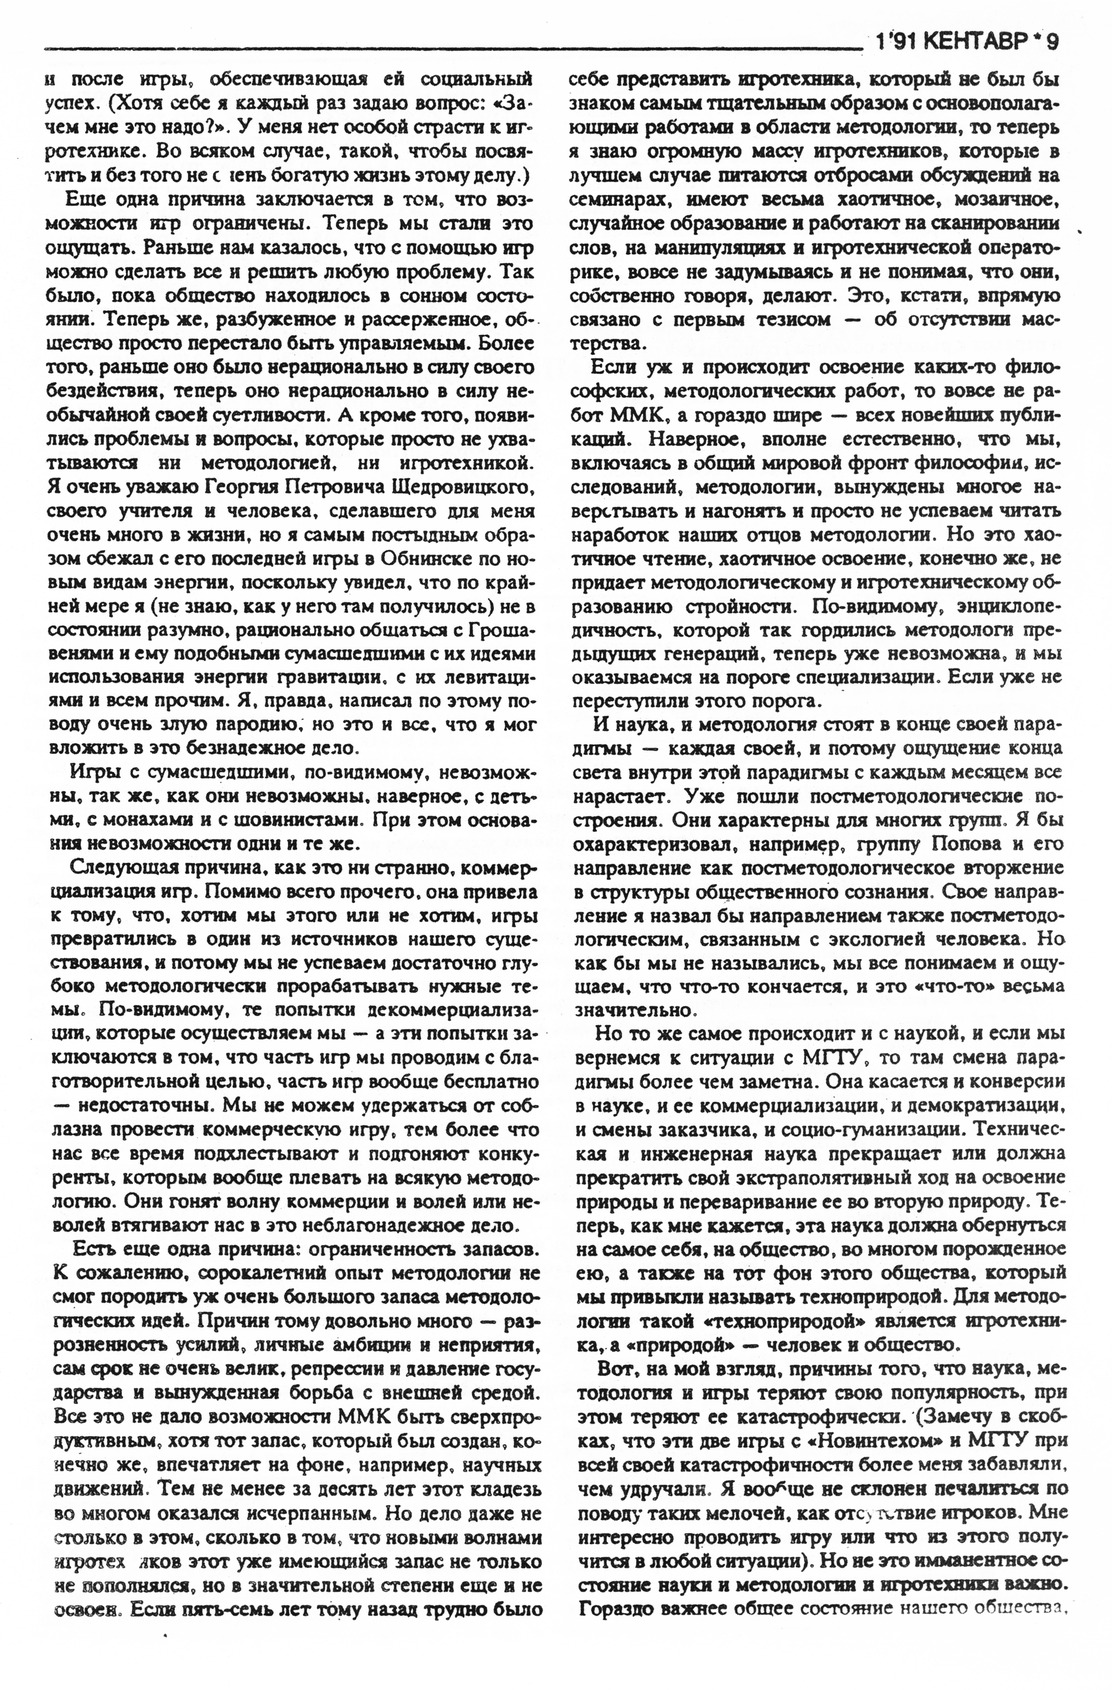 1'91 КЕНТАВР * 9
и после игры, обеспечивающая ей социальный
успех. (Хотя себе я каждый раз задаю вопрос: «За-
чем мне это надо?». У меня нет особой страсти к иг-
ротехнике. Во всяком случае, такой, чтобы посвя-
тить и без того не с ень богатую жизнь этому делу.)
Еще одна причина заключается в том, что воз-
можности игр ограничены. Теперь мы стали это
ощущать. Раньше нам казалось, что с помощью игр
можно сделать все и решить любую проблему. Так
было, пока общество находилось в сонном состо-
янии. Теперь же, разбуженное и рассерженное, об-
щество просто перестало быть управляемым. Более
того, раньше оно было нерационально в силу своего
бездействия, теперь оно нерационально в силу не-
обычайной своей суетливости. А кроме того, появи-
лись проблемы и вопросы, которые просто не ухва-
тываются ни методологией, ни игротехникой.
Я очень уважаю Георгия Петровича Щедровицкого,
своего учителя и человека, сделавшего для меня
очень много в жизни, но я самым постыдным обра-
зом сбежал с его последней игры в Обнинске по но-
вым видам энергии, поскольку увидел, что по край-
ней мере я (не знаю, как у него там получилось) не в
состоянии разумно, рационально общаться с Гроша-
венями и ему подобными сумасшедшими с их идеями
использования энергии гравитации, с их левитаци-
ями и всем прочим. Я, правда, написал по этому по-
воду очень злую пародию, но это и все, что я мог
вложить в это безнадежное дело.
Игры с сумасшедшими, по-видимому, невозмож-
ны, так же, как они невозможны, наверное, с деть-
ми, с монахами и с шовинистами. При этом основа-
ния невозможности одни и те же.
Следующая причина, как это ни странно, коммер-
циализация игр. Помимо всего прочего, она привела
к тому, что, хотим мы этого или не хотим, игры
превратились в один из источников нашего суще-
ствования, и потому мы не успеваем достаточно глу-
боко методологически прорабатывать нужные те-
мы. По-видимому, те попытки декоммерциализа-
ции, которые осуществляем мы — а эти попытки за-
ключаются в том, что часть игр мы проводим с бла-
готворительной целью, часть игр вообще бесплатно
— недостаточны. Мы не можем удержаться от соб-
лазна провести коммерческую игру, тем более что
нас все время подхлестывают и подгоняют конку-
ренты, которым вообще плевать на всякую методо-
логию. Они гонят волну коммерции и волей или не-
волей втягивают нас в это неблагонадежное дело.
Есть еще одна причина: ограниченность запасов.
К сожалению, сорокалетний опыт методологии не
смог породить уж очень большого запаса методоло-
гических идей. Причин тому довольно много — раз-
розненность усилий, личные амбиции и неприятия,
сам срок не очень велик, репрессии и давление госу-
дарства и вынужденная борьба с внешней средой.
Все это не дало возможности ММК быть сверхпро-
дуктивным, хотя тот запас, который был создан, ко-
нечно же, впечатляет на фоне, например, научных
движений. Тем не менее за десять лет этот кладезь
во многом оказался исчерпанным. Но дело даже не
столько в этом, сколько в том, что новыми волнами
игротех иков этот уже имеющийся запас не только
не пополнялся, но в значительной степени еще и не
освоен. Если пять-семь лет тому назад трудно было
себе представить игротехника, который не был бы
знаком самым тщательным образом с основополага-
ющими работами в области методологии, то теперь
я знаю огромную массу игротехников, которые в
лучшем случае питаются отбросами обсуждений на
семинарах, имеют весьма хаотичное, мозаичное,
случайное образование и работают на сканировании
слов, на манипуляциях и игротехнической операто-
рике, вовсе не задумываясь и не понимая, что они,
собственно говоря, делают. Это, кстати, впрямую
связано с первым тезисом — об отсутствии мас-
терства.
Если уж и происходит освоение каких-то фило-
софских, методологических работ, то вовсе не ра-
бот ММК, а гораздо шире — всех новейших публи-
каций. Наверное, вполне естественно, что мы,
включаясь в общий мировой фронт философии, ис-
следований, методологии, вынуждены многое на-
верстывать и нагонять и просто не успеваем читать
наработок наших отцов методологии. Но это хао-
тичное чтение, хаотичное освоение, конечно же, не
придает методологическому и игротехническому об-
разованию стройности. По-видимому, энциклопе-
дичность, которой так гордились методологи пре-
дыдущих генераций, теперь уже невозможна, и мы
оказываемся на пороге специализации. Если уже не
переступили этого порога.
И наука, и методология стоят в конце своей пара-
дигмы — каждая своей, и потому ощущение конца
света внутри этой парадигмы с каждым месяцем все
нарастает. Уже пошли постметодологические по-
строения. Они характерны для многих групп. Я бы
охарактеризовал, например, группу Попова и его
направление как постметодологическое вторжение
в структуры общественного сознания. Свое направ-
ление я назвал бы направлением также постметодо-
логическим, связанным с экологией человека. Но
как бы мы не назывались, мы все понимаем и ощу-
щаем, что что-то кончается, и это «что-то» весьма
значительно.
Но то же самое происходит и с наукой, и если мы
вернемся к ситуации с МГТУ, то там смена пара-
дигмы более чем заметна. Она касается и конверсии
в науке, и ее коммерциализации, и демократизации,
и смены заказчика, и социо-гуманизации. Техничес-
кая и инженерная наука прекращает или должна
прекратить свой экстраполятивный ход на освоение
природы и переваривание ее во вторую природу. Те-
перь, как мне кажется, эта наука должна обернуться
на самое себя, на общество, во многом порожденное
ею, а также на тот фон этого общества, который
мы привыкли называть техноприродой. Для методо-
логии такой «техноприродой» является игротехни-
ка, а «природой» — человек и общество.
Вот, на мой взгляд, причины того, что наука, ме-
тодология и игры теряют свою популярность, при
этом теряют ее катастрофически. (Замечу в скоб-
ках, что эти две игры с «Новинтехом» и МГТУ при
всей своей катастрофичности более меня забавляли,
чем удручали. Я вообще не склонен печалиться по
поводу таких мелочей, как отсутствие игроков. Мне
интересно проводить игру или что из этого полу-
чится в любой ситуации). Но не это имманентное со-
стояние науки и методологии и игротехники важно.
Гораздо важнее общее состояние нашего общества,